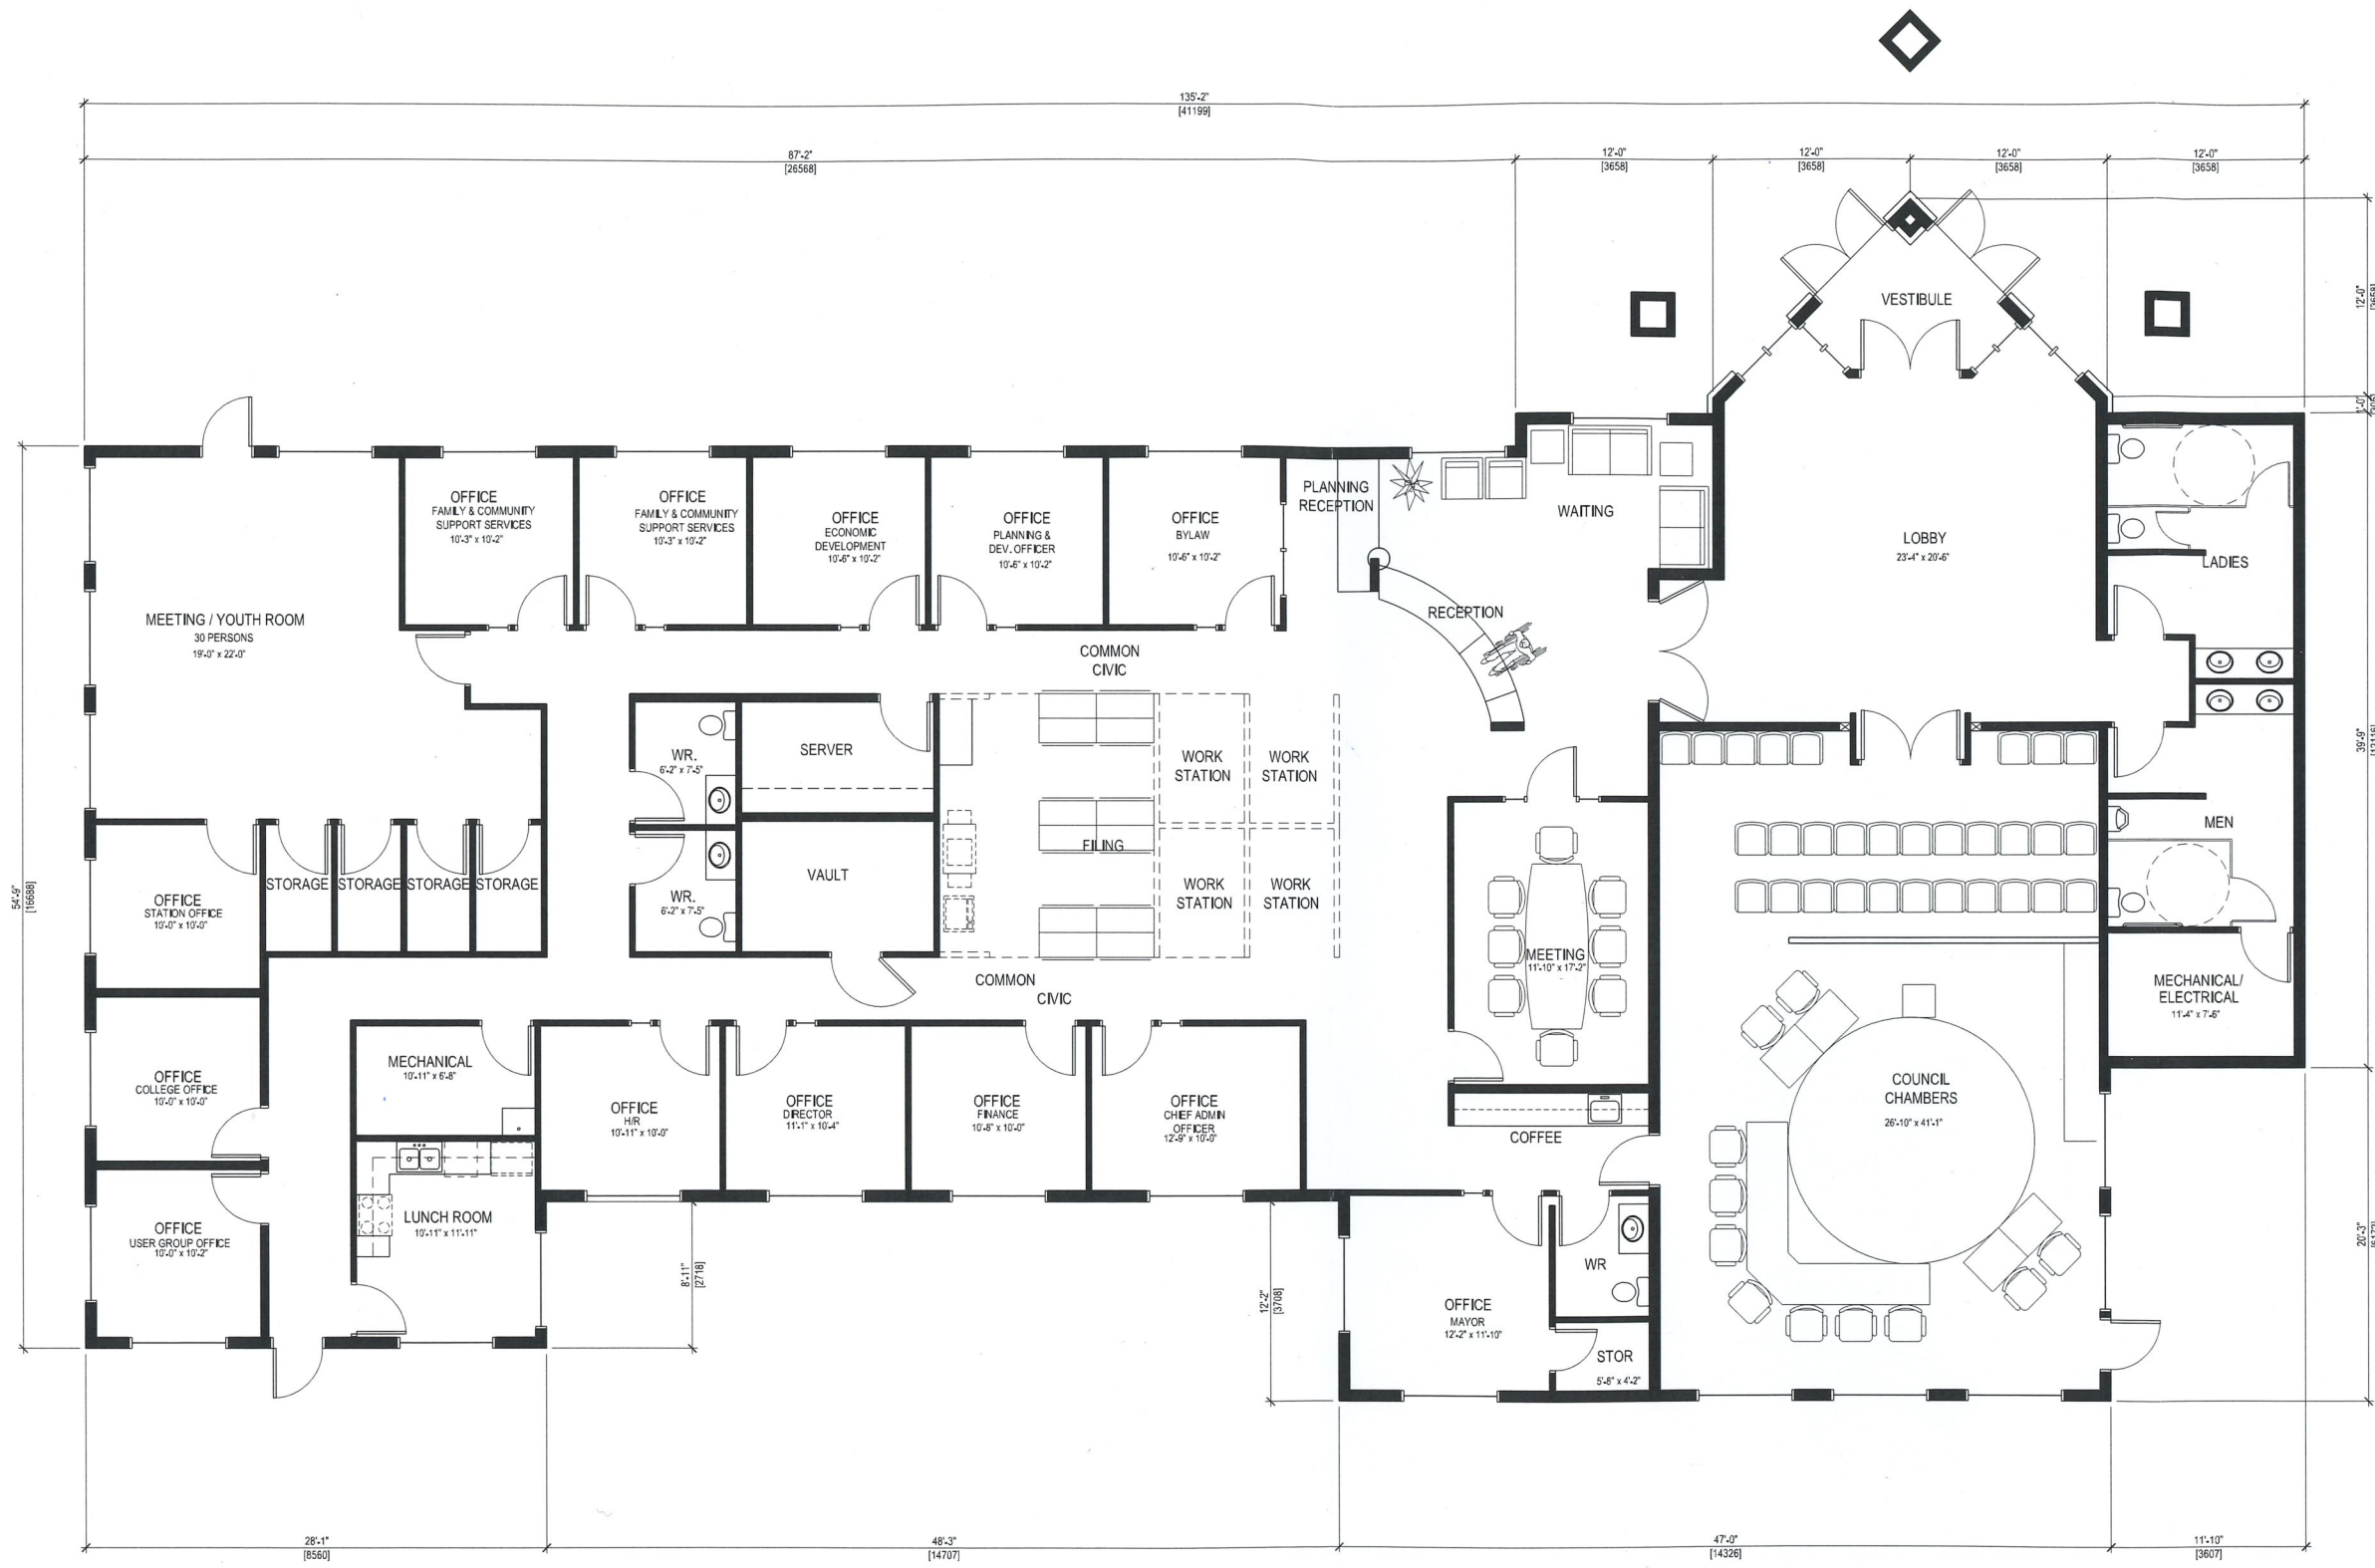 135'-2"
[41199]
87'-2"
[26568]
12'-0"
[3658]
12'-0"
[3658]
12'-0"
[3658]
12'-0"
[3658]
VESTIBULE
12'-0"
[3658]
OFFICE
FAMILY & COMMUNITY
SUPPORT SERVICES
10'-3" x 10'-2"
OFFICE
FAMILY & COMMUNITY
SUPPORT SERVICES
10'-3" x 10'-2"
OFFICE
ECONOMIC
DEVELOPMENT
10'-6" x 10'-2"
OFFICE
PLANNING &
DEV. OFFICER
10'-6" x 10'-2"
OFFICE
BYLAW
10'-6" x 10'-2"
PLANNING
RECEPTION
WAITING
LOBBY
23'-4" x 20'-6"
LADIES
MEETING / YOUTH ROOM
30 PERSONS
19'-0" x 22'-0"
RECEPTION
COMMON
CIVIC
WR.
6'-2" x 7'-5"
SERVER
WORK
STATION
WORK
STATION
39'-9"
[12116]
FILING
MEN
54'-9"
[16688]
OFFICE
STATION OFFICE
10'-0" x 10'-0"
STORAGE
STORAGE
STORAGE
STORAGE
WR.
6'-2" x 7'-5"
VAULT
WORK
STATION
WORK
STATION
MEETING
11'-10" x 17'-2"
COMMON
CIVIC
MECHANICAL/
ELECTRICAL
11'-4" x 7'-6"
OFFICE
COLLEGE OFFICE
10'-0" x 10'-0"
MECHANICAL
10'-11" x 6'-8"
OFFICE
H/R
10'-11" x 10'-0"
OFFICE
DIRECTOR
11'-1" x 10'-4"
OFFICE
FINANCE
10'-8" x 10'-0"
OFFICE
CHIEF ADMIN
OFFICER
12'-9" x 10'-0"
COFFEE
COUNCIL
CHAMBERS
26'-10" x 41'-1"
OFFICE
USER GROUP OFFICE
10'-0" x 10'-2"
LUNCH ROOM
10'-11" x 11'-11"
8'-11"
[2718]
12'-2"
[3708]
OFFICE
MAYOR
12'-2" x 11'-10"
WR
STOR
5'-8" x 4'-2"
20'-3"
28'-1"
[8560]
48'-3"
[14707]
47'-0"
[14326]
11'-10"
[3607]